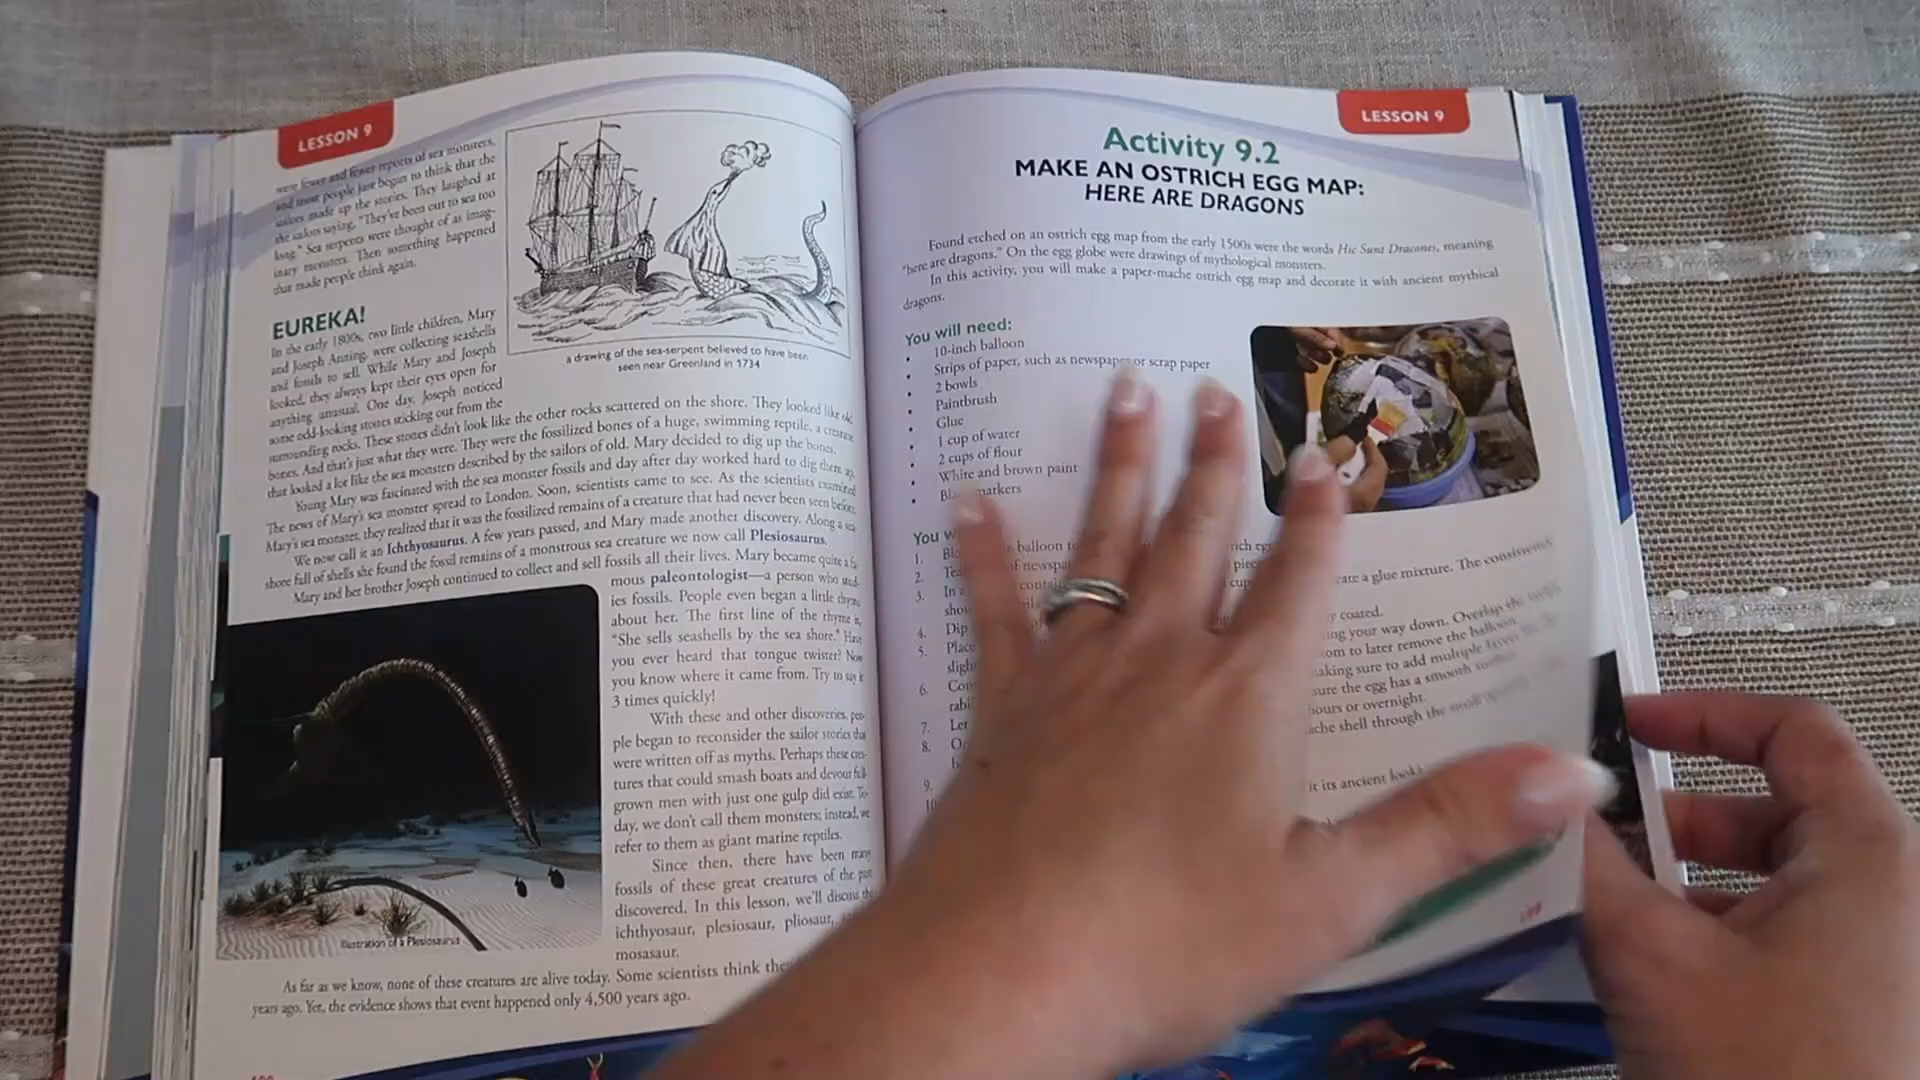 LESSON 9
were fewer and fewer reports of sea monsters,
and most people just began to think that the
sailors made up the stories. They laughed at
the sailors saying, "They've been out to sea too
long." Sea serpents were thought of as imag-
inary monsters. Then something happened
that made people think again.
EUREKA!
In the early 1800s, two little children, Mary
and Joseph Anning, were collecting seashells
and fossils to sell. While Mary and Joseph
looked, they always kept their eyes open for
anything unusual. One day, Joseph noticed
some odd-looking stones sticking out from the
surrounding rocks. These stones didn't look like the other rocks scattered on the shore. They looked like old
bones. And that's just what they were. They were the fossilized bones of a huge, swimming reptile, a creature
that looked a lot like the sea monsters described by the sailors of old. Mary decided to dig up the bones.
Young Mary was fascinated with the sea monster fossils and day after day worked hard to dig them up.
The news of Mary's sea monster spread to London. Soon, scientists came to see. As the scientists examined
Mary's sea monster, they realized that it was the fossilized remains of a creature that had never been seen before.
We now call it an Ichthyosaurus. A few years passed, and Mary made another discovery. Along a sea-
shore full of shells she found the fossil remains of a monstrous sea creature we now call Plesiosaurus.
Mary and her brother Joseph continued to collect and sell fossils all their lives. Mary became quite a fa-
mous paleontologist—a person who stud-
ies fossils. People even began a little rhyme
about her. The first line of the rhyme is,
"She sells seashells by the sea shore." Have
you ever heard that tongue twister? Now
you know where it came from. Try to say it
3 times quickly!
With these and other discoveries, peo-
ple began to reconsider the sailor stories that
were written off as myths. Perhaps these crea-
tures that could smash boats and devour full-
grown men with just one gulp did exist. To-
day, we don't call them monsters; instead, we
refer to them as giant marine reptiles.
Since then, there have been many
fossils of these great creatures of the past
discovered. In this lesson, we'll discuss the
ichthyosaur, plesiosaur, pliosaur,
mosasaur.
As far as we know, none of these creatures are alive today. Some scientists think they
years ago. Yet, the evidence shows that event happened only 4,500 years ago.
a drawing of the sea-serpent believed to have been
seen near Greenland in 1734
Illustration of a Plesiosaurus
LESSON 9
Activity 9.2
MAKE AN OSTRICH EGG MAP:
HERE ARE DRAGONS
Found etched on an ostrich egg map from the early 1500s were the words Hic Sunt Dracones, meaning
"here are dragons." On the egg globe were drawings of mythological monsters.
In this activity, you will make a paper-mache ostrich egg map and decorate it with ancient mythical
dragons.
You will need:
• 10-inch balloon
• Strips of paper, such as newspaper or scrap paper
• 2 bowls
• Paintbrush
• Glue
• 1 cup of water
• 2 cups of flour
• White and brown paint
• markers
You
1. balloon
2. of newspa
3. In a cate a glue mixture. The consistency
4. Dip y coated.
5. Place ing your way down. Overlap the
om to later remove the balloon.
6. making sure to add multiple layers
sure the egg has a smooth
7. Let hours or overnight.
8. ache shell through the small
9. it its ancient look
10